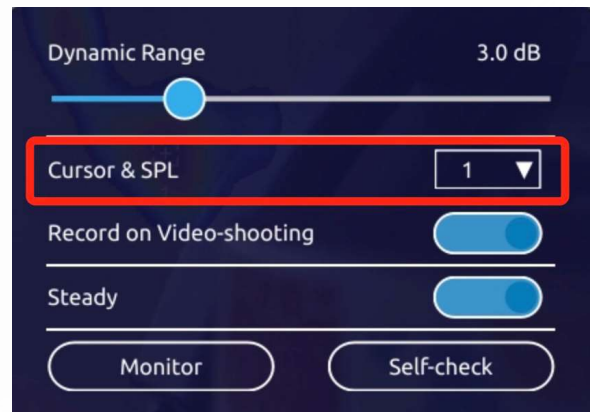 Dynamic Range 3.0 dB
Cursor & SPL 1 ▼
Record on Video-shooting
Steady
Monitor Self-check